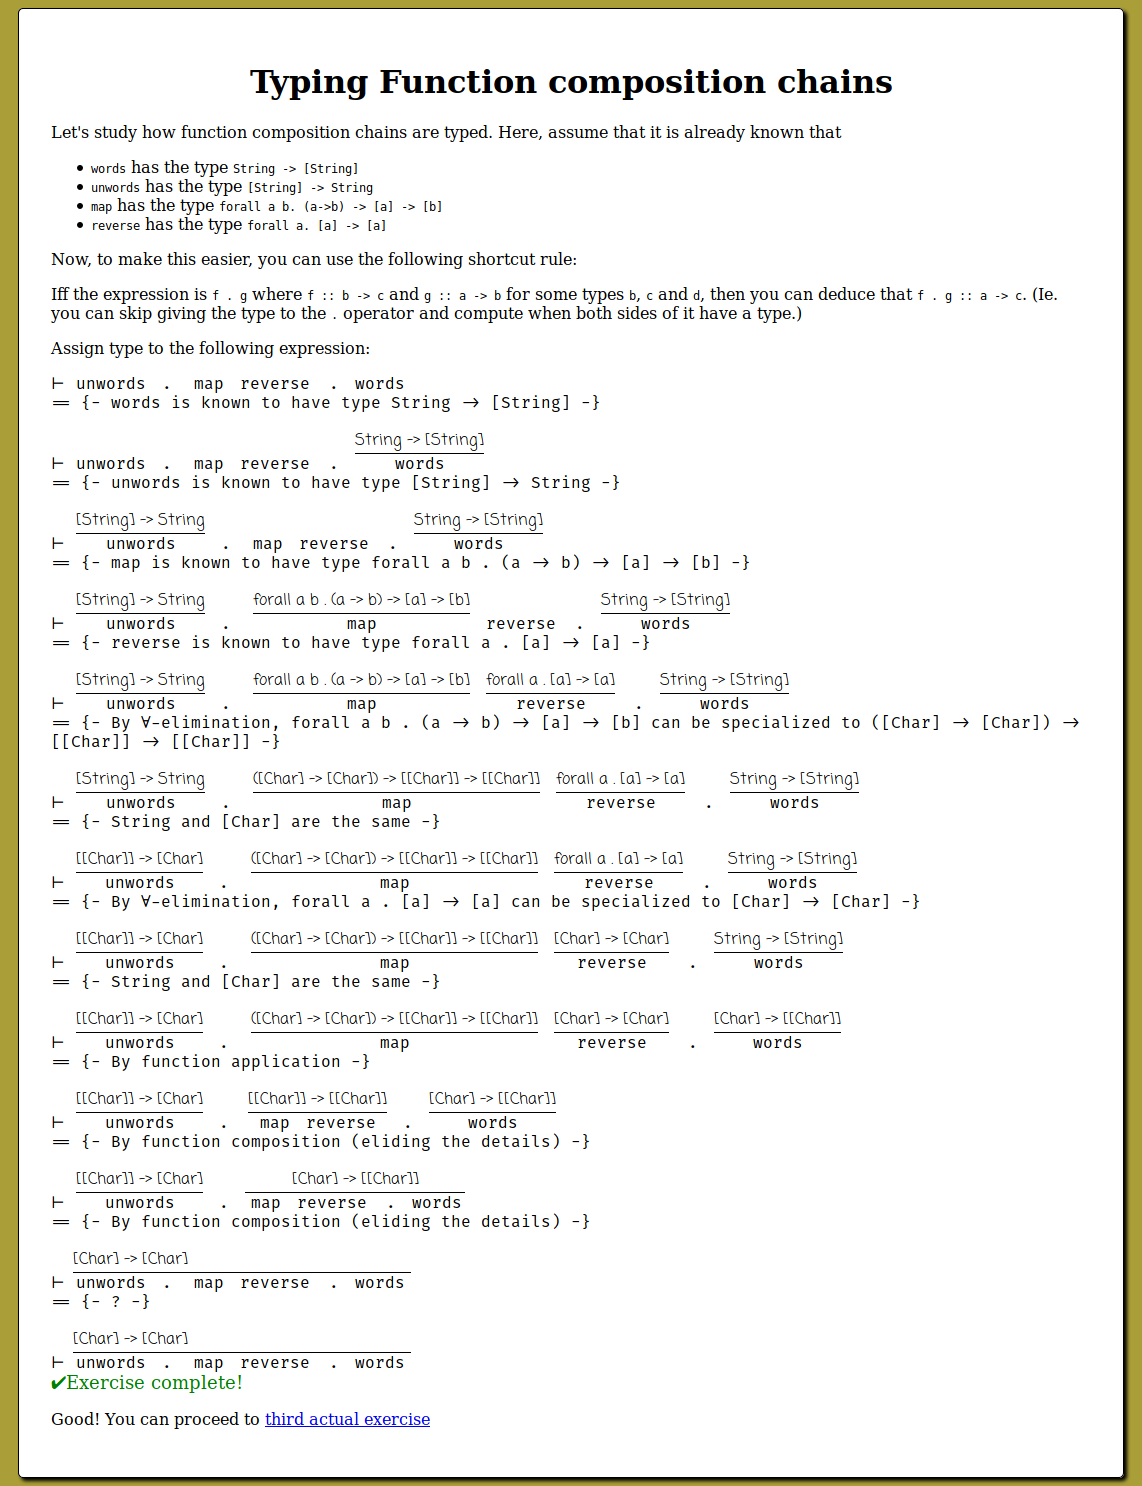 Typing Function composition chains
Let's study how function composition chains are typed. Here, assume that it is already known that
• words has the type String -> [String]
• unwords has the type [String] -> String
• map has the type forall a b. (a->b) -> [a] -> [b]
• reverse has the type forall a. [a] -> [a]
Now, to make this easier, you can use the following shortcut rule:
Iff the expression is f . g where f :: b -> c and g :: a -> b for some types b, c and d, then you can deduce that f . g :: a -> c. (Ie.
you can skip giving the type to the . operator and compute when both sides of it have a type.)
Assign type to the following expression:
⊢ unwords . map reverse . words
═ {- words is known to have type String → [String] -}
String -> [String]
⊢ unwords . map reverse . words
═ {- unwords is known to have type [String] → String -}
[String] -> String String -> [String]
⊢ unwords . map reverse . words
═ {- map is known to have type forall a b . (a → b) → [a] → [b] -}
[String] -> String forall a b . (a -> b) -> [a] -> [b] String -> [String]
⊢ unwords . map reverse . words
═ {- reverse is known to have type forall a . [a] → [a] -}
[String] -> String forall a b . (a -> b) -> [a] -> [b] forall a . [a] -> [a] String -> [String]
⊢ unwords . map reverse . words
═ {- By ∀-elimination, forall a b . (a → b) → [a] → [b] can be specialized to ([Char] → [Char]) →
[[Char]] → [[Char]] -}
[String] -> String ([Char] -> [Char]) -> [[Char]] -> [[Char]] forall a . [a] -> [a] String -> [String]
⊢ unwords . map reverse . words
═ {- String and [Char] are the same -}
[[Char]] -> [Char] ([Char] -> [Char]) -> [[Char]] -> [[Char]] forall a . [a] -> [a] String -> [String]
⊢ unwords . map reverse . words
═ {- By ∀-elimination, forall a . [a] → [a] can be specialized to [Char] → [Char] -}
[[Char]] -> [Char] ([Char] -> [Char]) -> [[Char]] -> [[Char]] [Char] -> [Char] String -> [String]
⊢ unwords . map reverse . words
═ {- String and [Char] are the same -}
[[Char]] -> [Char] ([Char] -> [Char]) -> [[Char]] -> [[Char]] [Char] -> [Char] [Char] -> [[Char]]
⊢ unwords . map reverse . words
═ {- By function application -}
[[Char]] -> [Char] [[Char]] -> [[Char]] [Char] -> [[Char]]
⊢ unwords . map reverse . words
═ {- By function composition (eliding the details) -}
[[Char]] -> [Char] [Char] -> [[Char]]
⊢ unwords . map reverse . words
═ {- By function composition (eliding the details) -}
[Char] -> [Char]
⊢ unwords . map reverse . words
═ {- ? -}
[Char] -> [Char]
⊢ unwords . map reverse . words
✔Exercise complete!
Good! You can proceed to third actual exercise